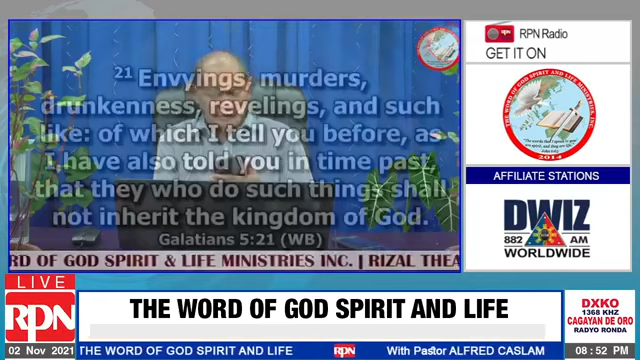 21 Envyings, murders,
drunkenness, revelings, and such
like: of which I tell you before, as
I have also told you in time past,
that they who do such things shall
not inherit the kingdom of God.
Galatians 5:21 (WB)
RD OF GOD SPIRIT & LIFE MINISTRIES INC. | RIZAL THEA
RPN Radio
GET IT ON
THE WORD OF GOD SPIRIT AND LIFE MINISTRIES, INC.
2014
AFFILIATE STATIONS
DWIZ
882 AM
WORLDWIDE
LIVE
RPN
THE WORD OF GOD SPIRIT AND LIFE
DXKO
1368 KHZ
CAGAYAN DE ORO
RADYO RONDA
02 Nov 2021
THE WORD OF GOD SPIRIT AND LIFE
RPN
With Pastor ALFRED CASLAM
08:52 PM